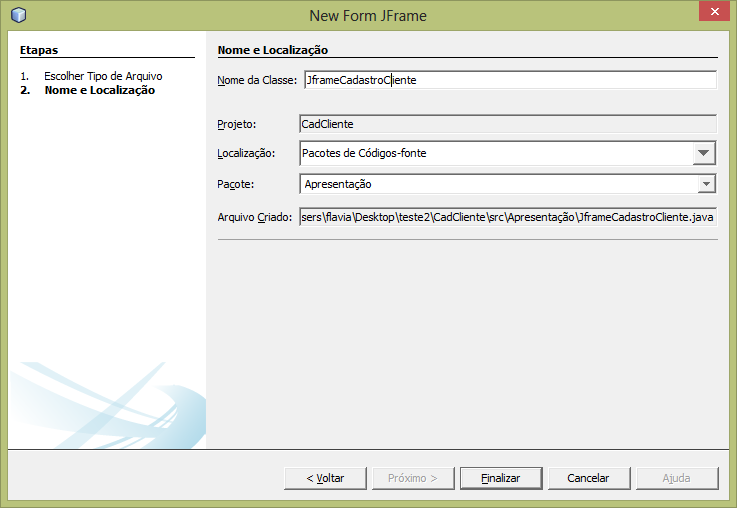 New Form JFrame
Etapas
1. Escolher Tipo de Arquivo
2. Nome e Localização
Nome e Localização
Nome da Classe: JframeCadastroCliente
Projeto: CadCliente
Localização: Pacotes de Códigos-fonte
Pacote: Apresentação
Arquivo Criado: sers\flavia\Desktop\teste2\CadCliente\src\Apresentação\JframeCadastroCliente.java
< Voltar Próximo > Finalizar Cancelar Ajuda